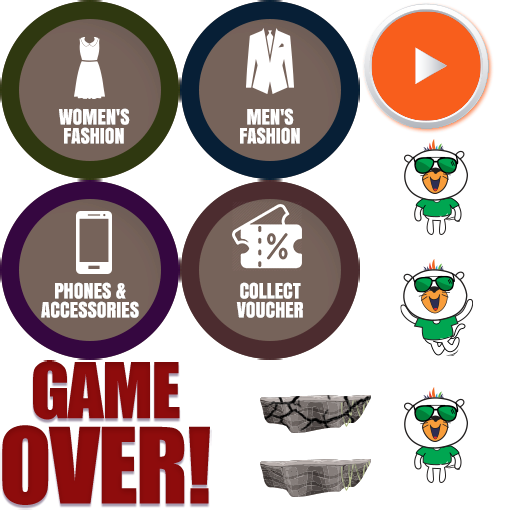 WOMEN'S
FASHION
MEN'S
FASHION
PHONES &
ACCESSORIES
%
COLLECT
VOUCHER
GAME
OVER!